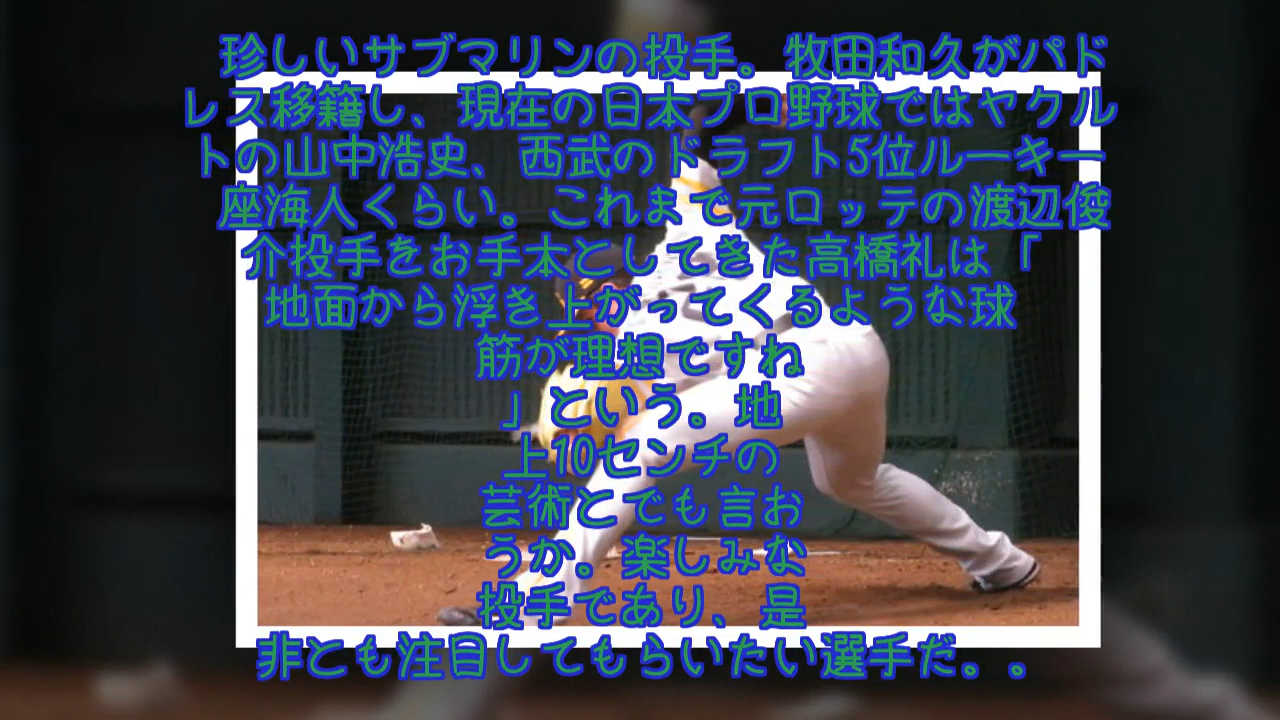 珍しいサブマリンの投手。牧田和久がパド
レス移籍し、現在の日本プロ野球ではヤクル
トの山中浩史、西武のドラフト5位ルーキー
座海人くらい。これまで元ロッテの渡辺俊
介投手をお手本としてきた高橋礼は「
地面から浮き上がってくるような球
筋が理想ですね
」という。地
上10センチの
芸術とでも言お
うか。楽しみな
投手であり、是
非とも注目してもらいたい選手だ。。